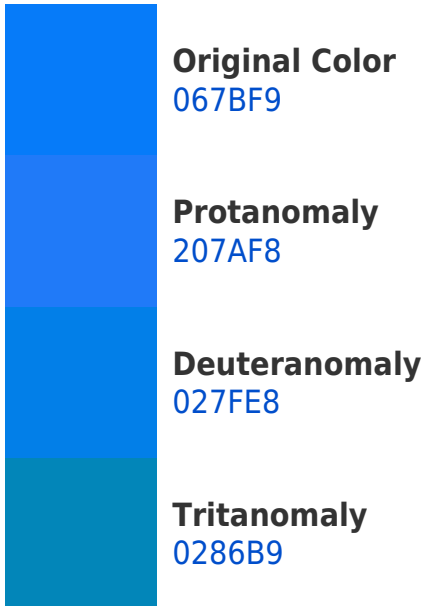 Original Color
067BF9
Protanomaly
207AF8
Deuteranomaly
027FE8
Tritanomaly
0286B9